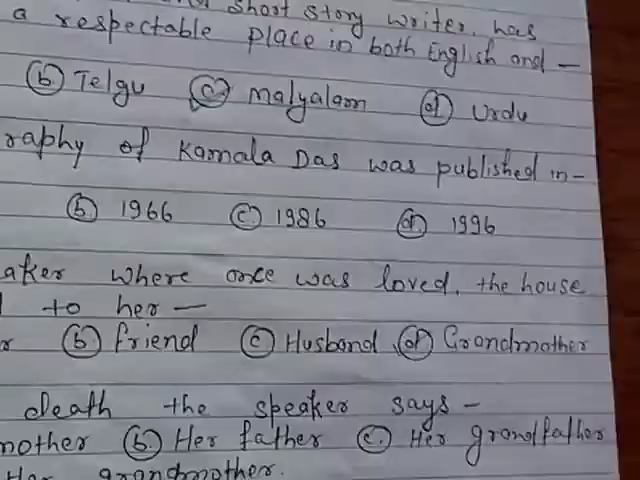 short story writer, has
a respectable place in both English and —
(b) Telgu (c) Malyalam (d) Urdu
raphy of Kamala Das was published in-
(b) 1966 (c) 1986 (d) 1996
aker where once was loved, the house
to her —
r (b) friend (c) Husband (d) Grandmother
death the speaker says -
mother (b) Her father (c) Her grandfather
Her grandmother.